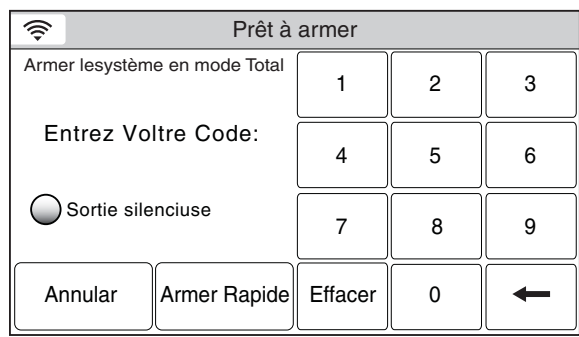 Prêt à armer
Armer lesystème en mode Total
1 2 3
Entrez Voltre Code:
4 5 6
Sortie silenciuse
7 8 9
Annular Armer Rapide Effacer 0